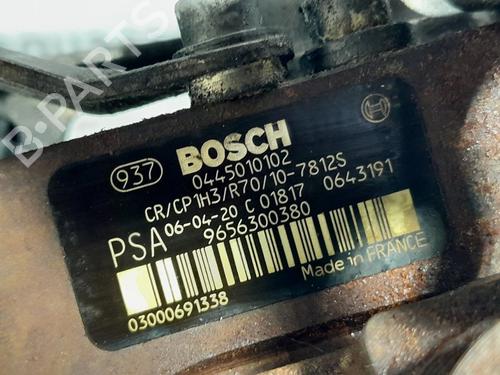 937 BOSCH
0445010102
CR/CP1H3/R70/10-7812S
PSA 06-04-20 C 01817 0643191
9656300380
Made in FRANCE
03000691338
B-PARTS